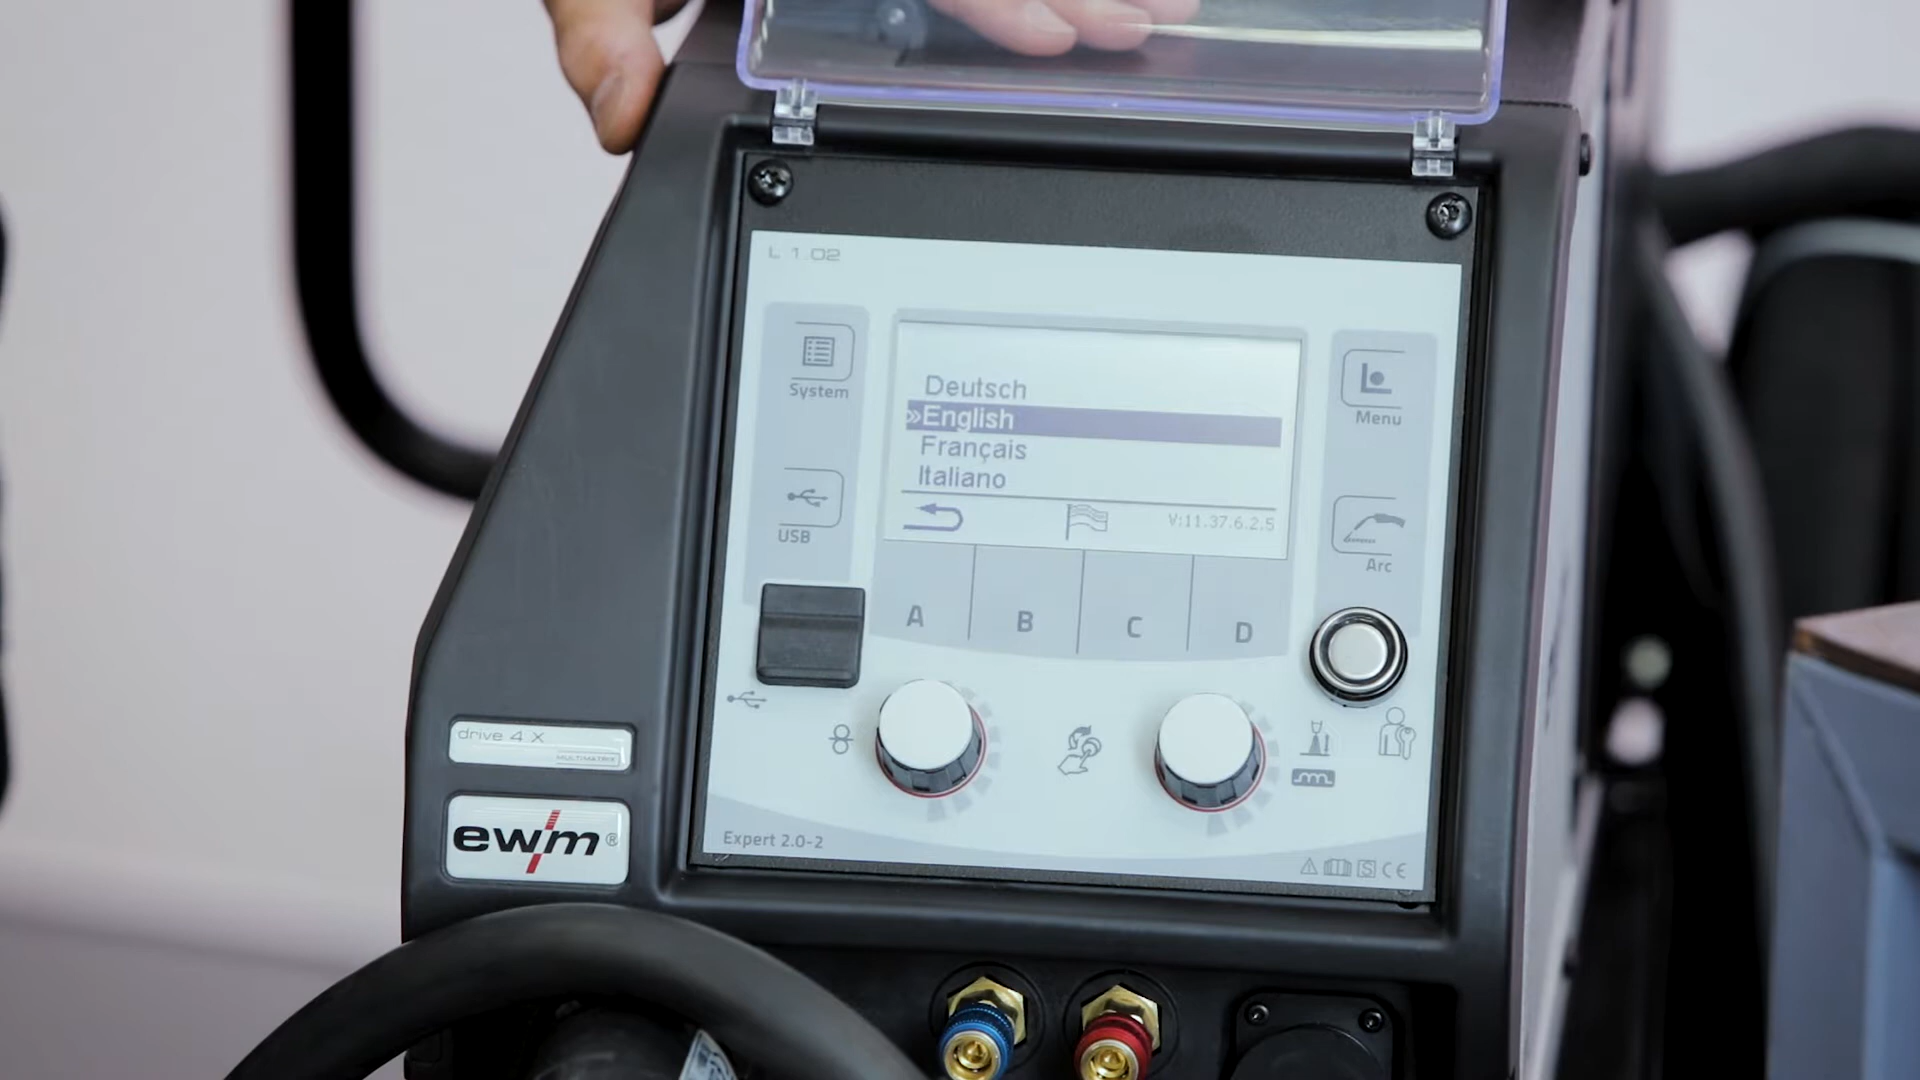 L 1.02
System
Deutsch
»English
Français
Italiano
V:11.37.6.2.5
Menu
USB
Arc
A B C D
drive 4 X
MULTIMATRIX
ewm®
Expert 2.0-2
S CE